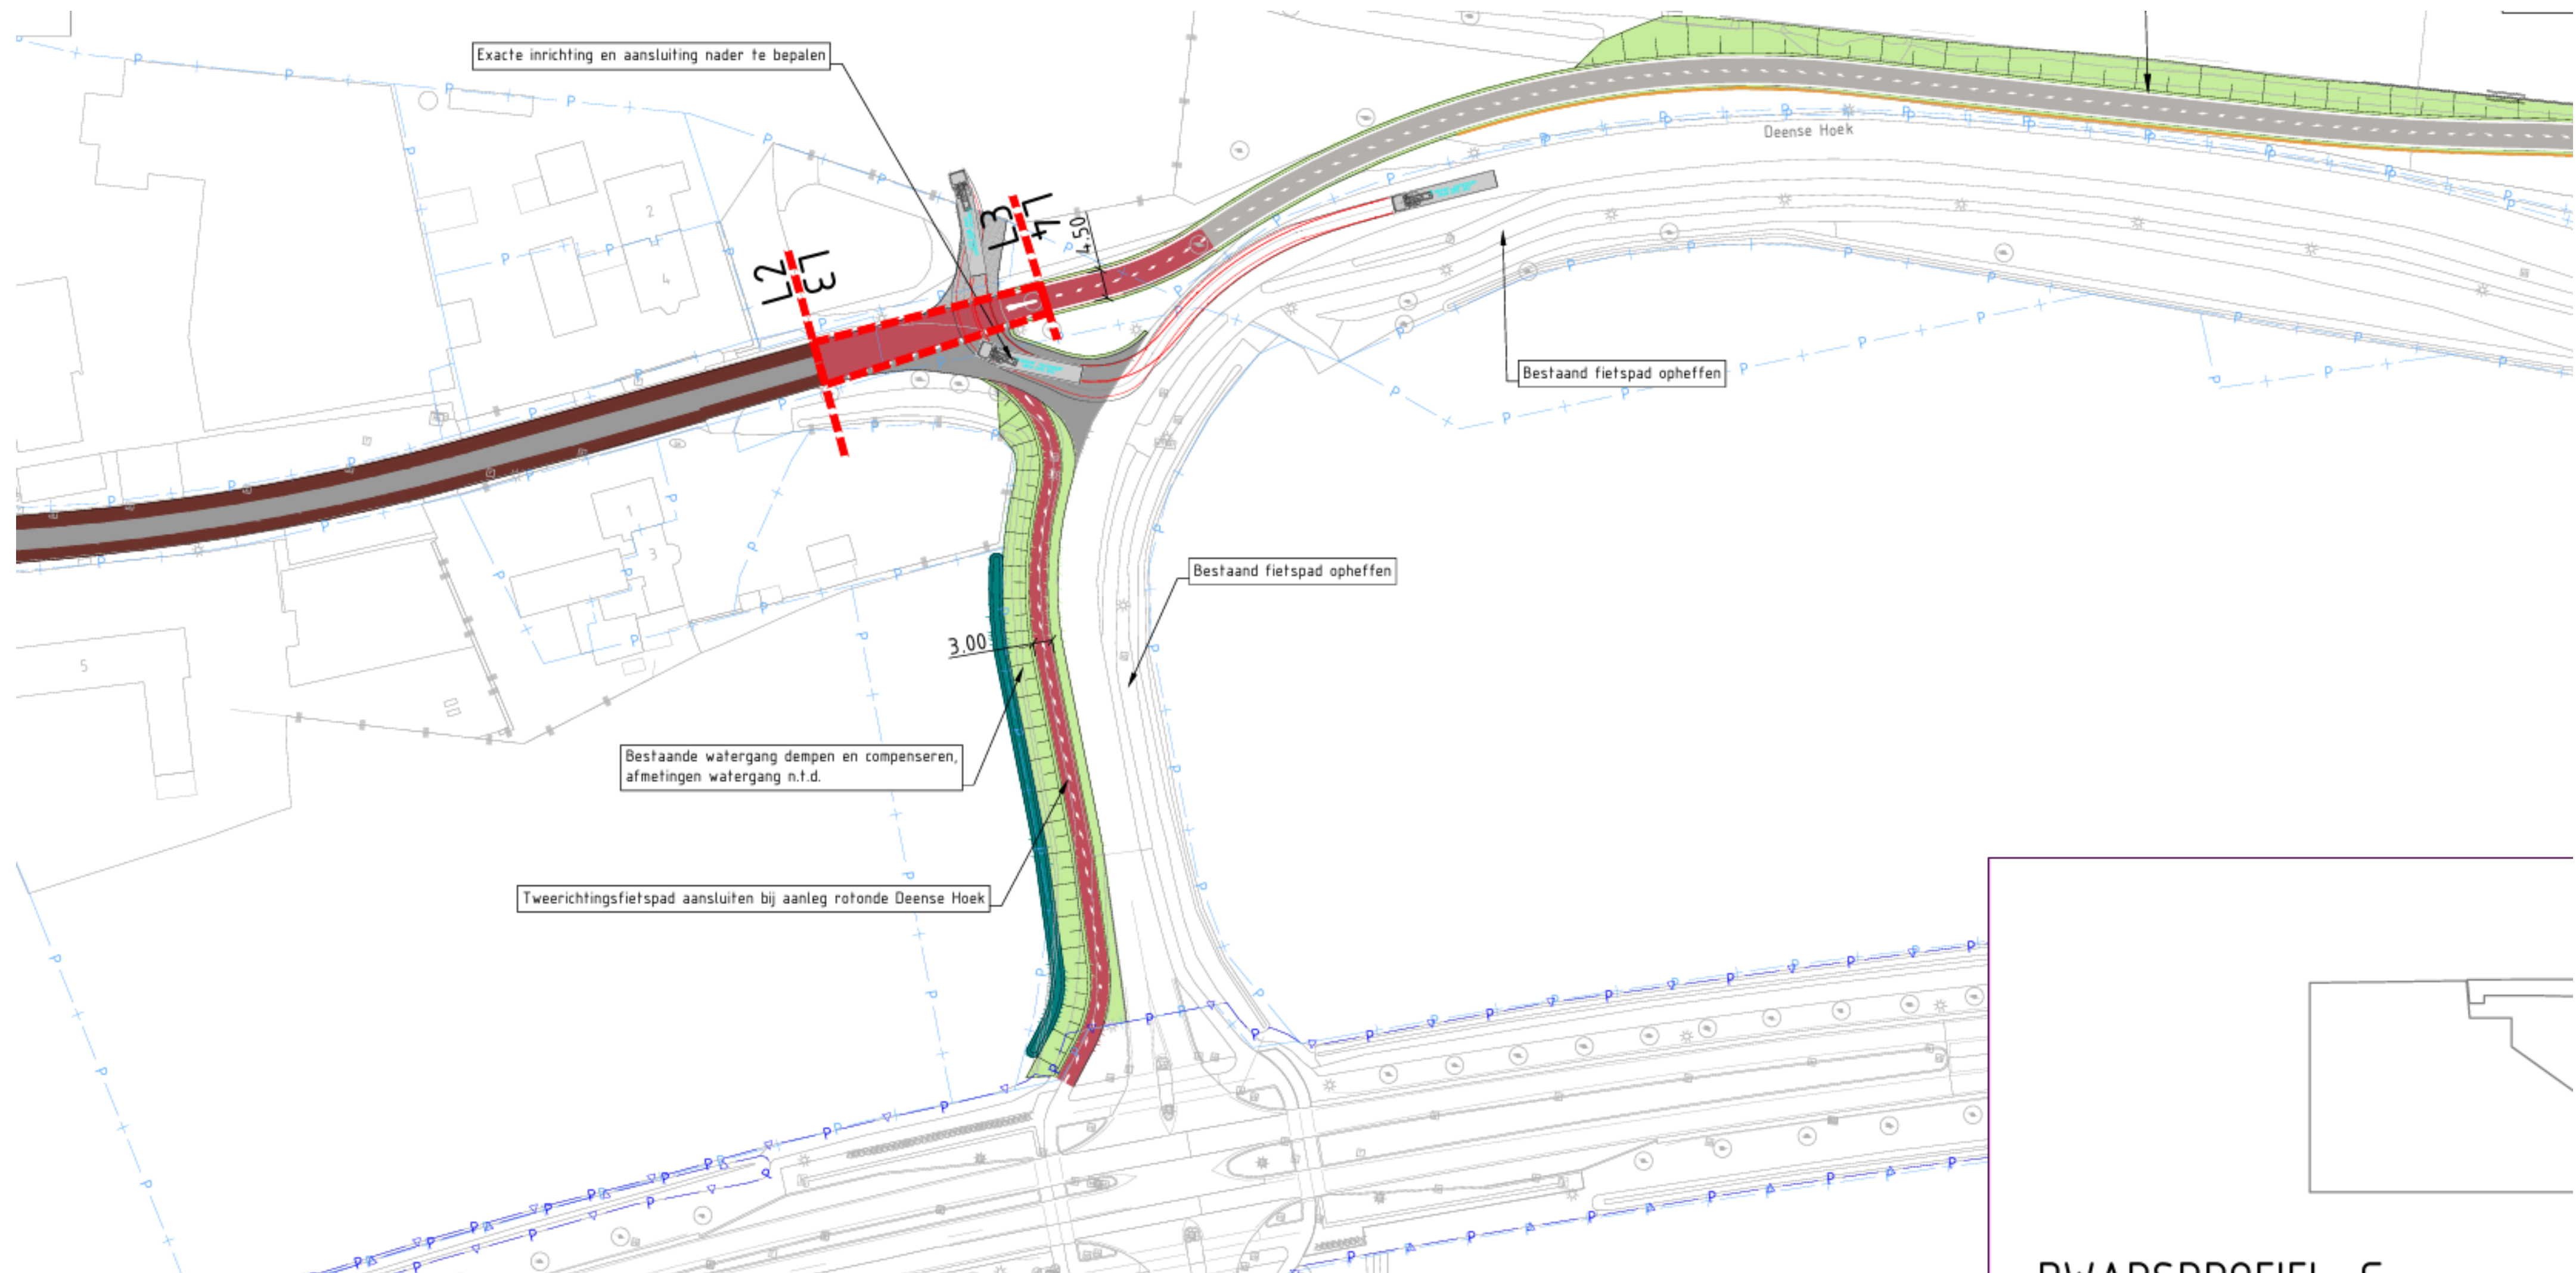 Exacte inrichting en aansluiting nader te bepalen
Deense Hoek
L2
L3
L3
L4
4.50
2
4
Bestaand fietspad opheffen
1
3
Bestaand fietspad opheffen
3.00
5
Bestaande watergang dempen en compenseren,
afmetingen watergang n.t.d.
Tweerichtingsfietspad aansluiten bij aanleg rotonde Deense Hoek